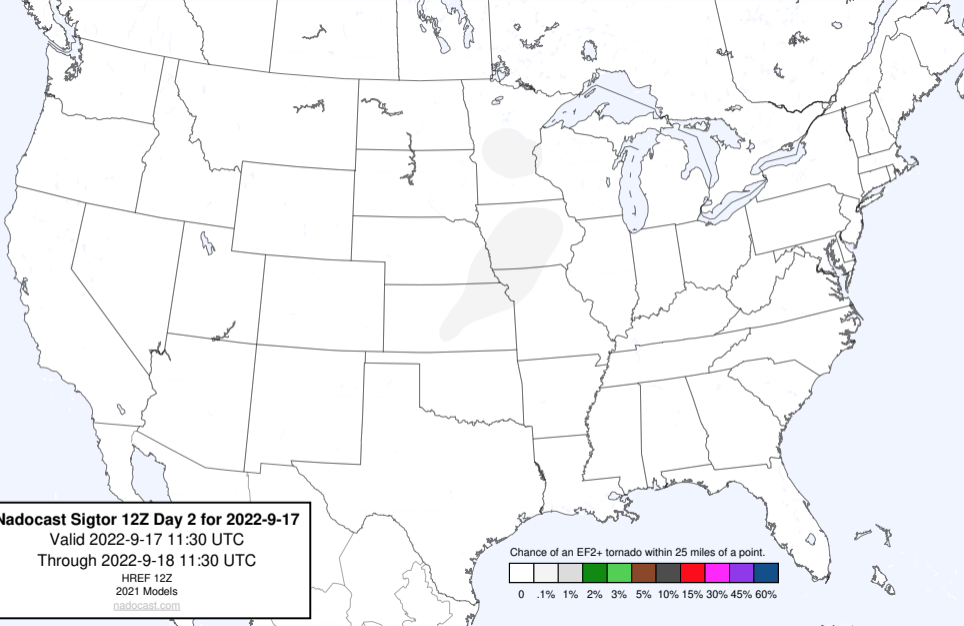 Nadocast Sigtor 12Z Day 2 for 2022-9-17
Valid 2022-9-17 11:30 UTC
Through 2022-9-18 11:30 UTC
HREF 12Z
2021 Models
nadocast.com
Chance of an EF2+ tornado within 25 miles of a point.
0 .1% 1% 2% 3% 5% 10% 15% 30% 45% 60%